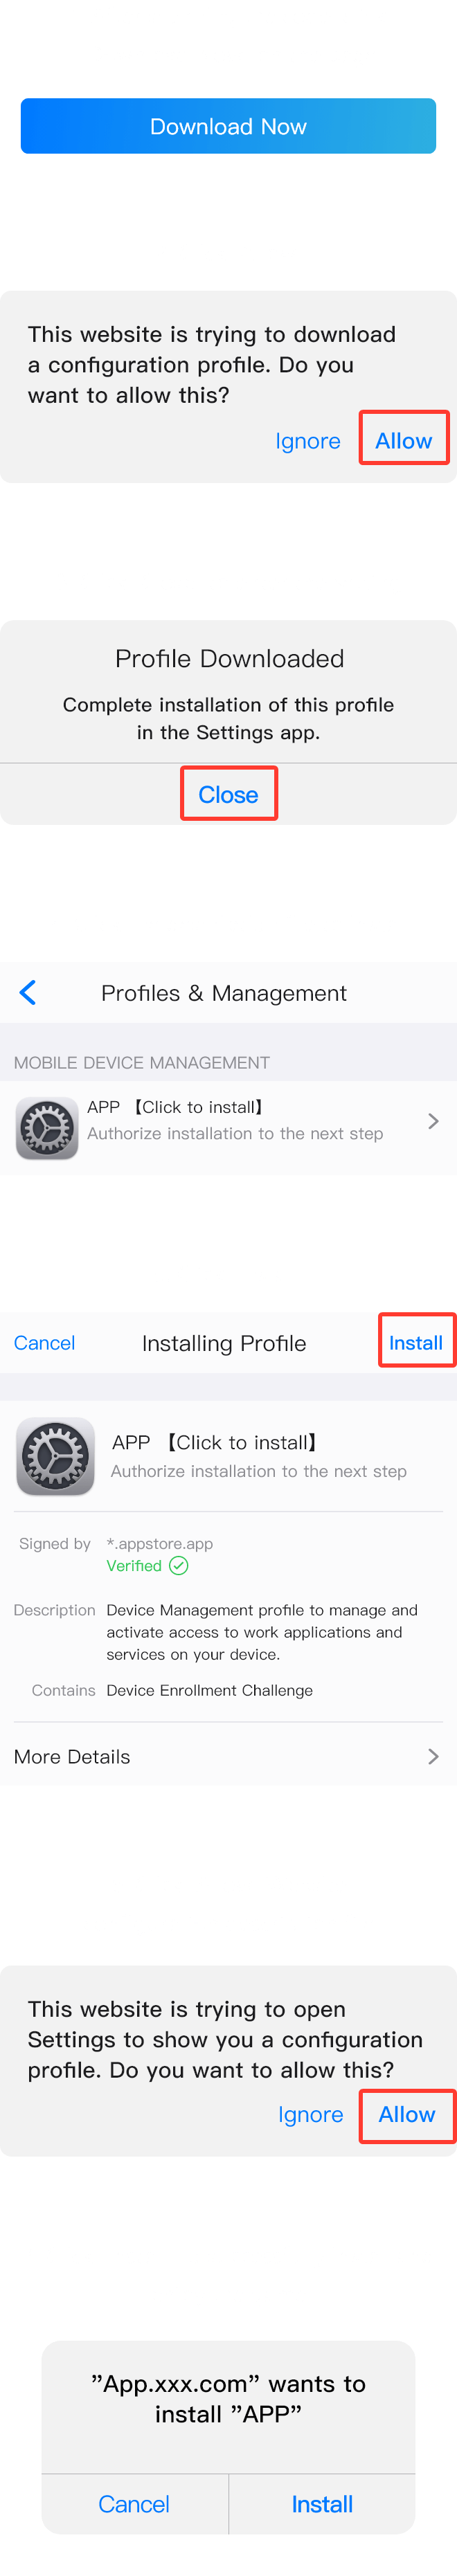 Download Now
This website is trying to download
a configuration profile. Do you
want to allow this?
Ignore
Allow
Profile Downloaded
Complete installation of this profile
in the Settings app.
Close
Profiles & Management
MOBILE DEVICE MANAGEMENT
APP 【Click to install】
Authorize installation to the next step
Cancel
Installing Profile
Install
APP 【Click to install】
Authorize installation to the next step
Signed by *.appstore.app
Verified
Description Device Management profile to manage and
activate access to work applications and
services on your device.
Contains Device Enrollment Challenge
More Details
This website is trying to open
Settings to show you a configuration
profile. Do you want to allow this?
Ignore
Allow
”App.xxx.com” wants to
install ”APP”
Cancel
Install